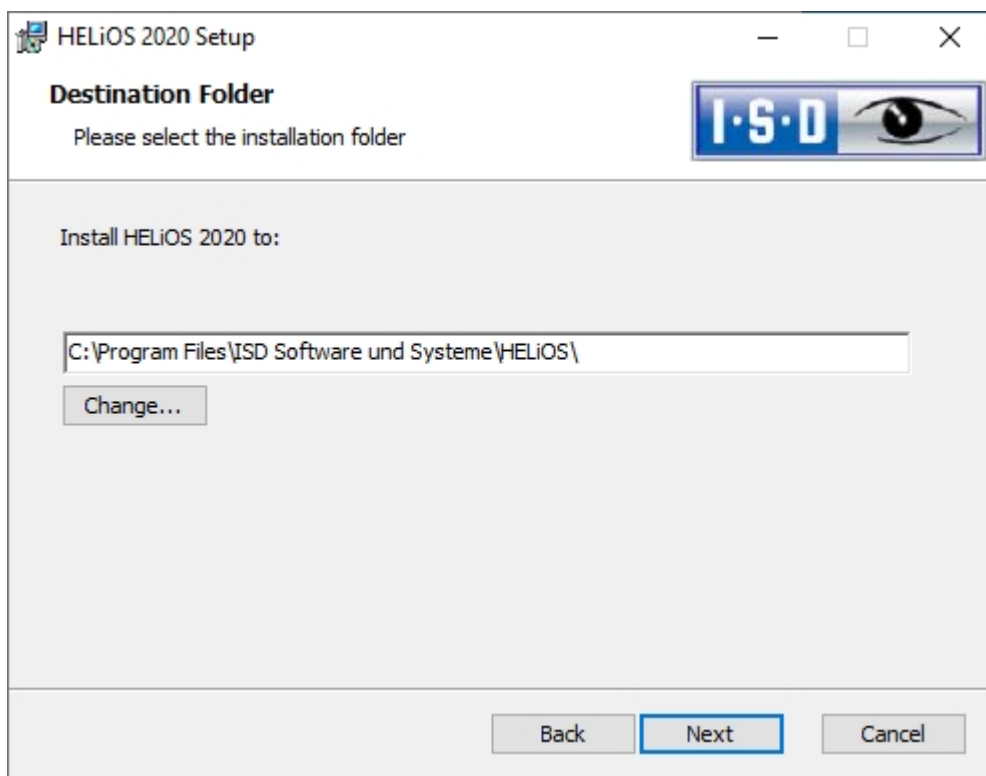 HELiOS 2020 Setup
Destination Folder
I·S·D
Please select the installation folder
Install HELiOS 2020 to:
C:\Program Files\ISD Software und Systeme\HELiOS\
Change...
Back Next Cancel